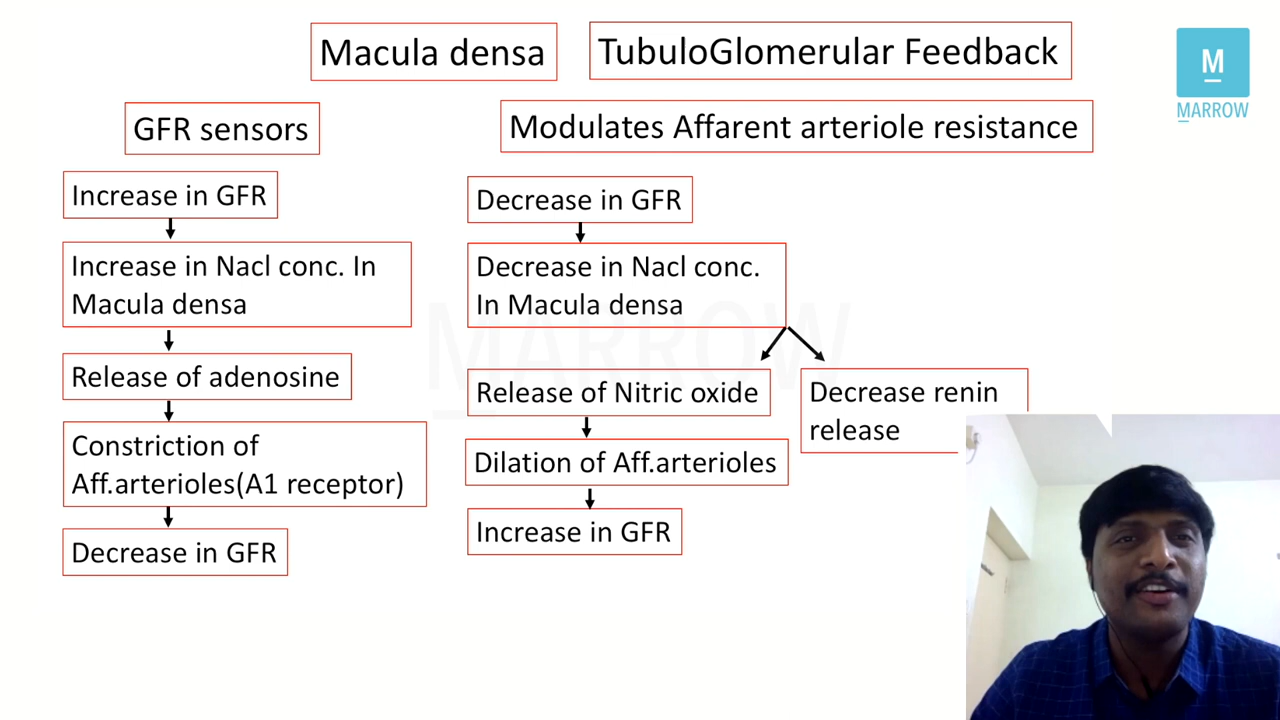 Macula densa
TubuloGlomerular Feedback
M
MARROW
GFR sensors
Modulates Affarent arteriole resistance
Increase in GFR
Increase in Nacl conc. In
Macula densa
Release of adenosine
Constriction of
Aff.arterioles(A1 receptor)
Decrease in GFR
Decrease in GFR
Decrease in Nacl conc.
In Macula densa
Release of Nitric oxide
Dilation of Aff.arterioles
Increase in GFR
Decrease renin
release
MARROW